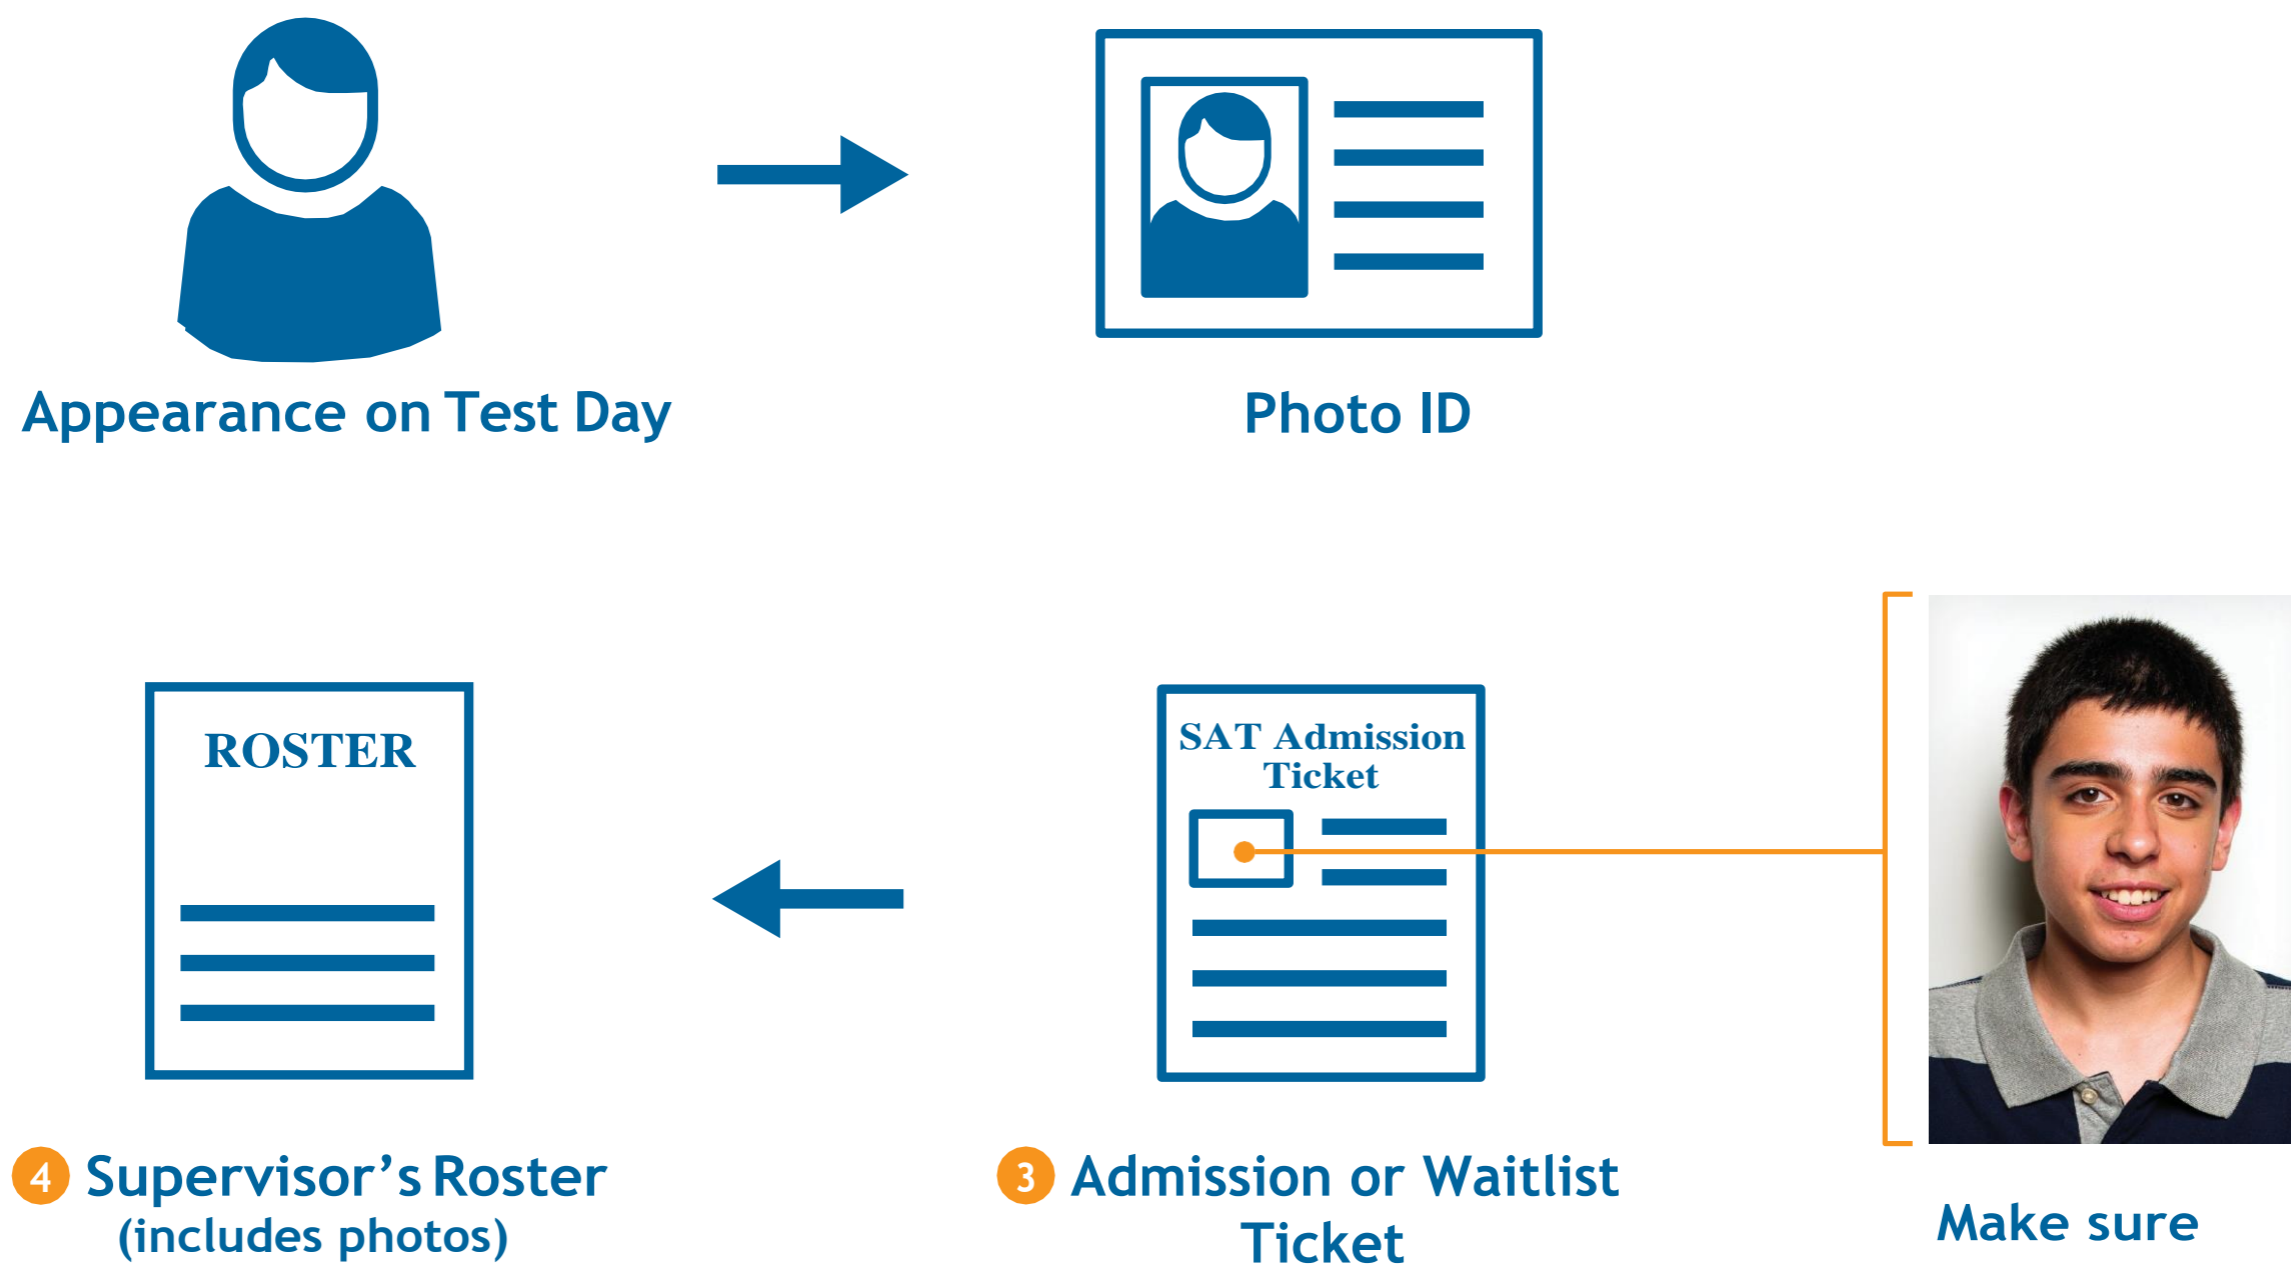 Appearance on Test Day
Photo ID
ROSTER
SAT Admission
Ticket
4 Supervisor’s Roster
(includes photos)
3 Admission or Waitlist
Ticket
Make sure